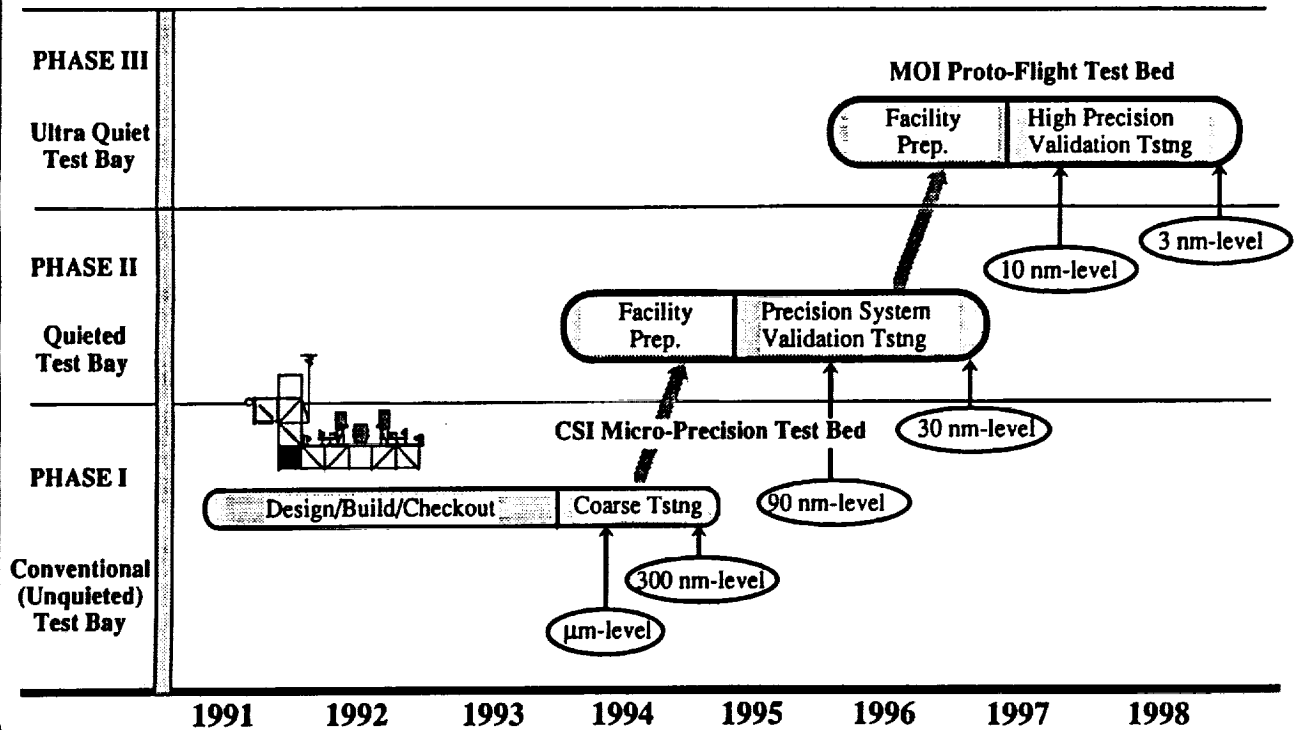 PHASE III
Ultra Quiet
Test Bay
MOI Proto-Flight Test Bed
Facility
Prep.
High Precision
Validation Tstng
10 nm-level
3 nm-level
PHASE II
Quieted
Test Bay
Facility
Prep.
Precision System
Validation Tstng
90 nm-level
30 nm-level
CSI Micro-Precision Test Bed
PHASE I
Conventional
(Unquieted)
Test Bay
Design/Build/Checkout
Coarse Tstng
300 nm-level
µm-level
1991 1992 1993 1994 1995 1996 1997 1998